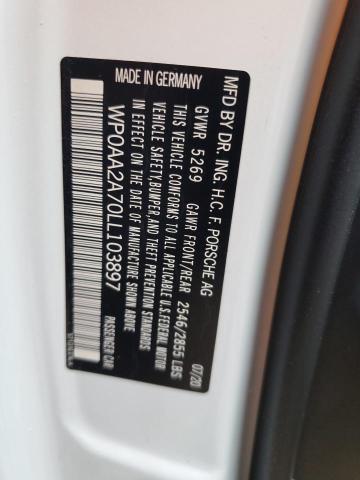 MFD BY DR. ING. H.C. F. PORSCHE AG
GVWR 5269 GAWR FRONT/REAR 2546/2855 LBS 07/20
THIS VEHICLE CONFORMS TO ALL APPLICABLE U.S. FEDERAL MOTOR
VEHICLE SAFETY, BUMPER, AND THEFT PREVENTION STANDARDS
IN EFFECT ON THE DATE OF MANUFACTURE SHOWN ABOVE
MADE IN GERMANY
WP0AA2A70LL103897
PASSENGER CAR